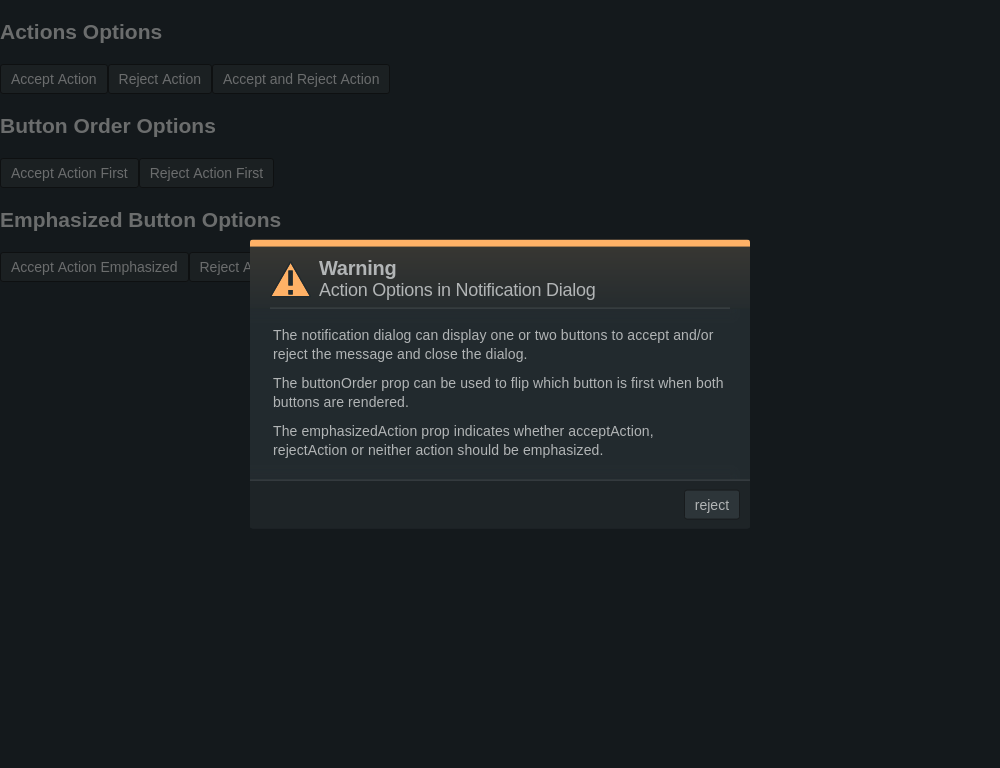 Actions Options
Accept Action Reject Action Accept and Reject Action
Button Order Options
Accept Action First Reject Action First
Emphasized Button Options
Accept Action Emphasized Reject
Warning
Action Options in Notification Dialog
The notification dialog can display one or two buttons to accept and/or
reject the message and close the dialog.
The buttonOrder prop can be used to flip which button is first when both
buttons are rendered.
The emphasizedAction prop indicates whether acceptAction,
rejectAction or neither action should be emphasized.
reject